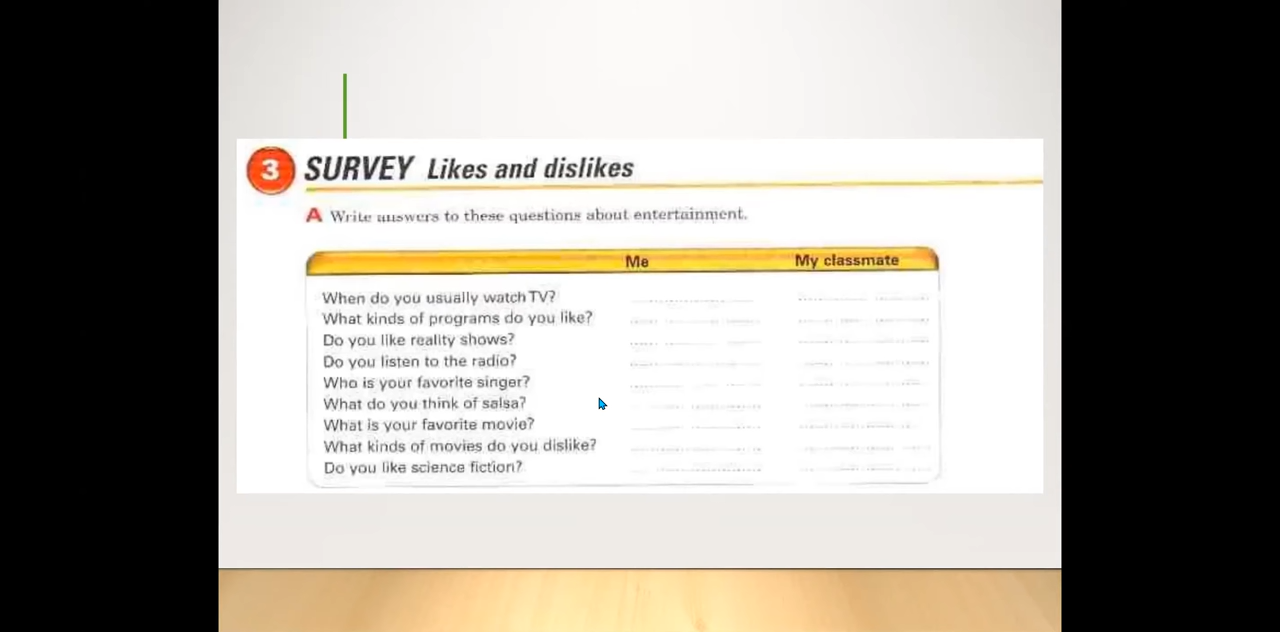 3 SURVEY Likes and dislikes
A Write answers to these questions about entertainment.
Me My classmate
When do you usually watch TV?
What kinds of programs do you like?
Do you like reality shows?
Do you listen to the radio?
Who is your favorite singer?
What do you think of salsa?
What is your favorite movie?
What kinds of movies do you dislike?
Do you like science fiction?